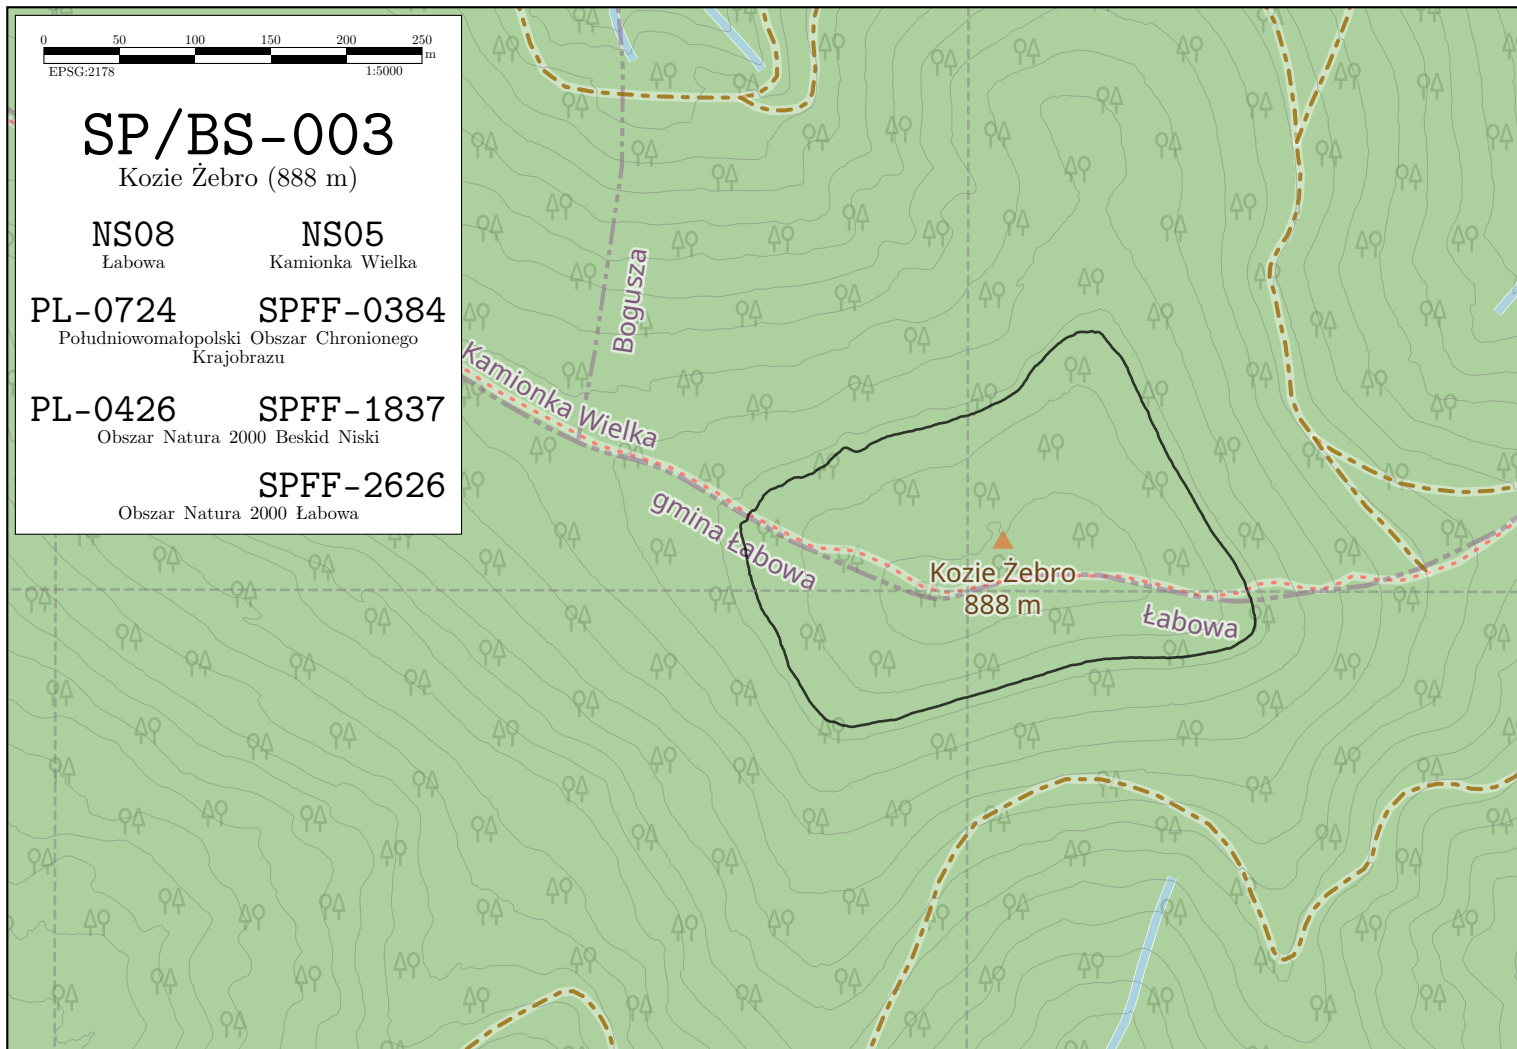 0 50 100 150 200 250
m
EPSG:2178 1:5000
SP/BS-003
Kozie Żebro (888 m)
NS08 NS05
Łabowa Kamionka Wielka
PL-0724 SPFF-0384
Południowomałopolski Obszar Chronionego
Krajobrazu
PL-0426 SPFF-1837
Obszar Natura 2000 Beskid Niski
SPFF-2626
Obszar Natura 2000 Łabowa
Bogusza
Kamionka Wielka
gmina Łabowa
Kozie Żebro
888 m
Łabowa